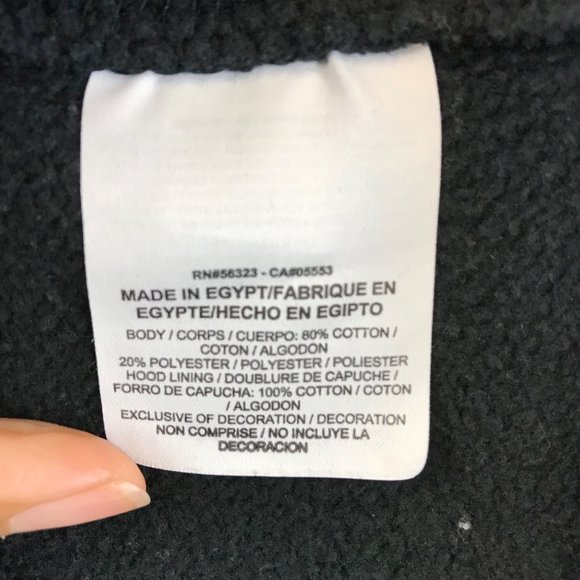 RN#56323 - CA#05553
MADE IN EGYPT/FABRIQUE EN
EGYPTE/HECHO EN EGIPTO
BODY / CORPS / CUERPO: 80% COTTON /
COTON / ALGODON
20% POLYESTER / POLYESTER / POLIESTER
HOOD LINING / DOUBLURE DE CAPUCHE /
FORRO DE CAPUCHA: 100% COTTON / COTON
/ ALGODON
EXCLUSIVE OF DECORATION / DECORATION
NON COMPRISE / NO INCLUYE LA
DECORACION